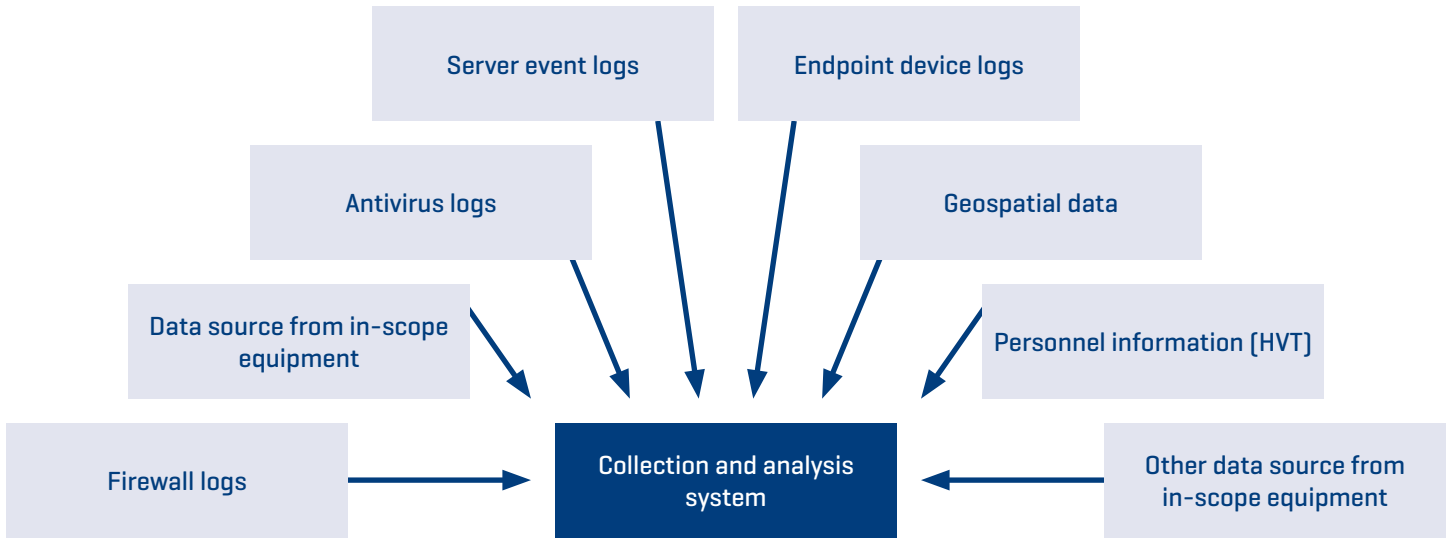 Server event logs
Endpoint device logs
Antivirus logs
Geospatial data
Data source from in-scope
equipment
Personnel information (HVT)
Firewall logs
Collection and analysis
system
Other data source from
in-scope equipment